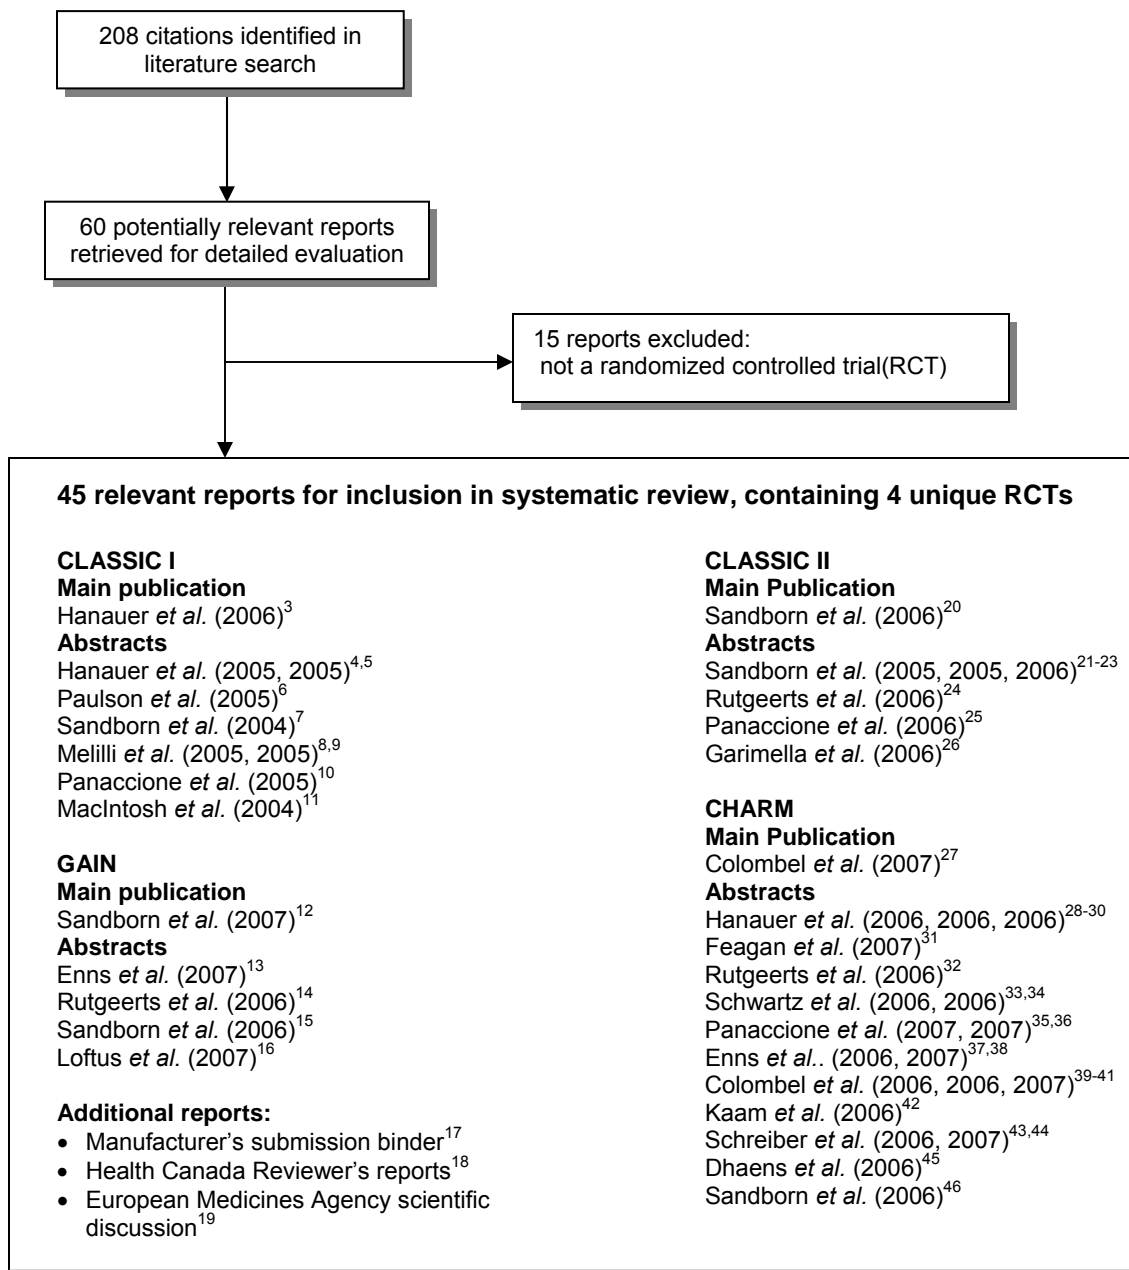 208 citations identified in
literature search
60 potentially relevant reports
retrieved for detailed evaluation
15 reports excluded:
not a randomized controlled trial(RCT)
45 relevant reports for inclusion in systematic review, containing 4 unique RCTs
CLASSIC I
Main publication
Hanauer et al. (2006)3
Abstracts
Hanauer et al. (2005, 2005)4,5
Paulson et al. (2005)6
Sandborn et al. (2004)7
Melilli et al. (2005, 2005)8,9
Panaccione et al. (2005)10
MacIntosh et al. (2004)11
GAIN
Main publication
Sandborn et al. (2007)12
Abstracts
Enns et al. (2007)13
Rutgeerts et al. (2006)14
Sandborn et al. (2006)15
Loftus et al. (2007)16
Additional reports:
• Manufacturer's submission binder17
• Health Canada Reviewer's reports18
• European Medicines Agency scientific
discussion19
CLASSIC II
Main Publication
Sandborn et al. (2006)20
Abstracts
Sandborn et al. (2005, 2005, 2006)21-23
Rutgeerts et al. (2006)24
Panaccione et al. (2006)25
Garimella et al. (2006)26
CHARM
Main Publication
Colombel et al. (2007)27
Abstracts
Hanauer et al. (2006, 2006, 2006)28-30
Feagan et al. (2007)31
Rutgeerts et al. (2006)32
Schwartz et al. (2006, 2006)33,34
Panaccione et al. (2007, 2007)35,36
Enns et al.. (2006, 2007)37,38
Colombel et al. (2006, 2006, 2007)39-41
Kaam et al. (2006)42
Schreiber et al. (2006, 2007)43,44
Dhaens et al. (2006)45
Sandborn et al. (2006)46